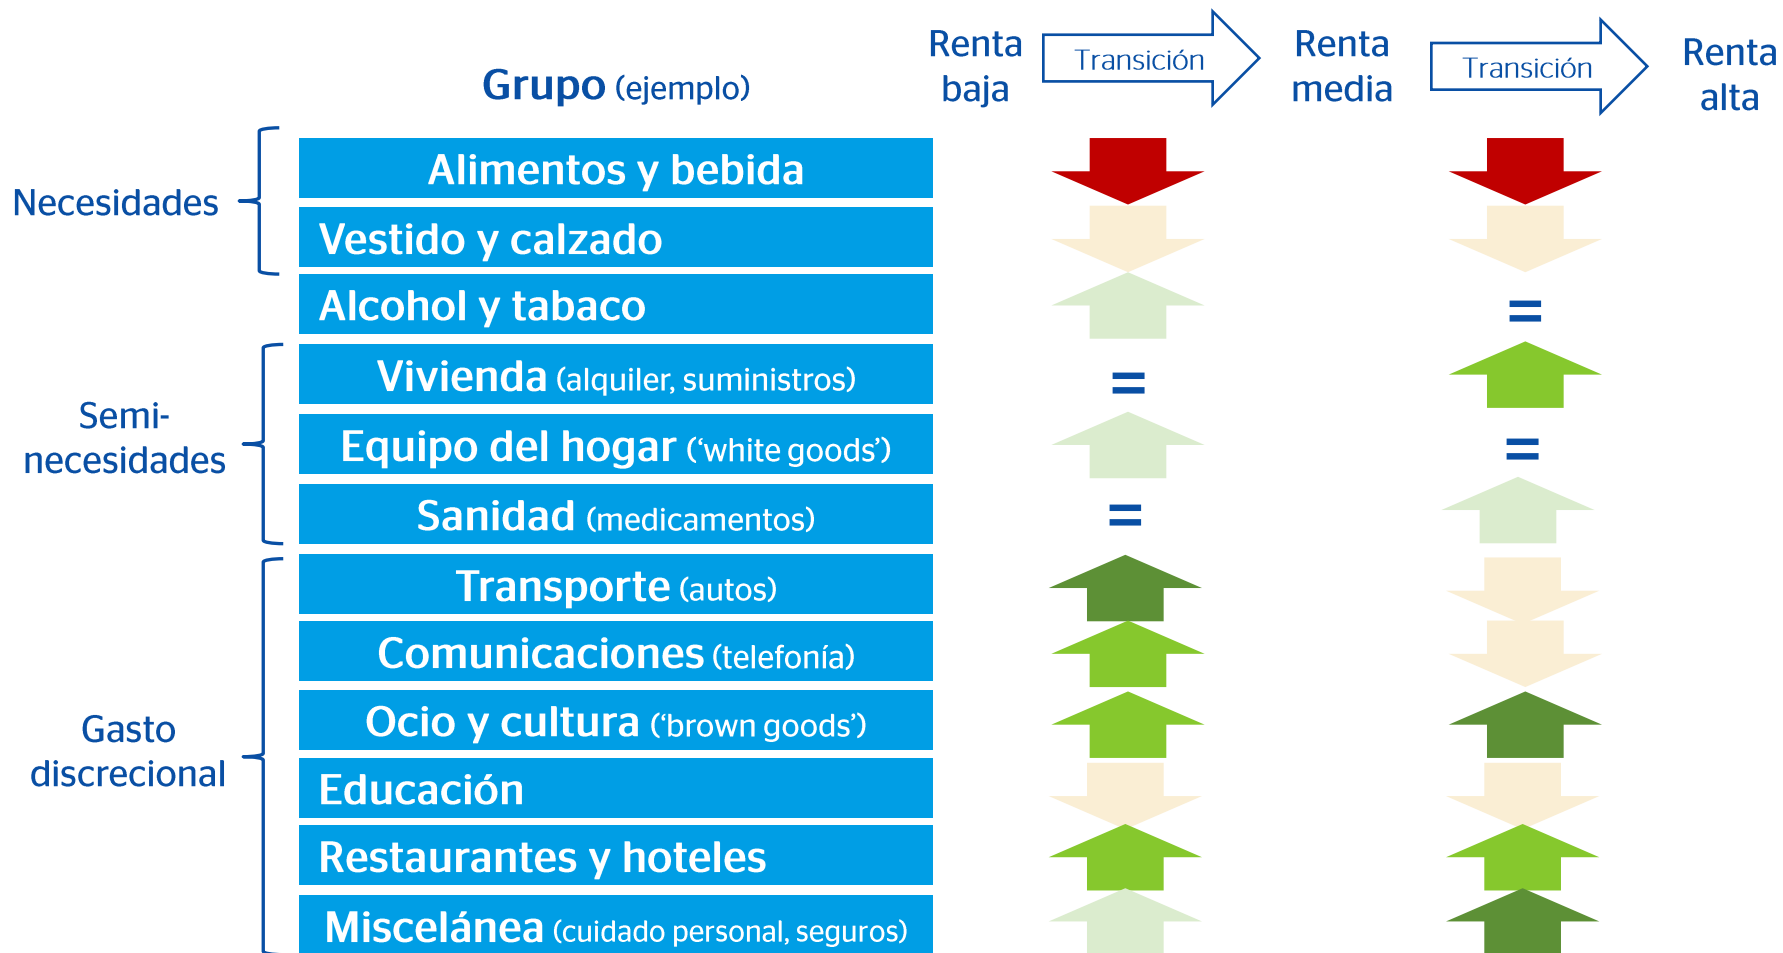 Grupo (ejemplo)
Renta
baja
Transición
Renta
media
Transición
Renta
alta
Necesidades
Alimentos y bebida
Vestido y calzado
Alcohol y tabaco
=
Semi-
necesidades
Vivienda (alquiler, suministros)
=
Equipo del hogar (‘white goods’)
=
Sanidad (medicamentos)
=
Gasto
discrecional
Transporte (autos)
Comunicaciones (telefonía)
Ocio y cultura (‘brown goods’)
Educación
Restaurantes y hoteles
Miscelánea (cuidado personal, seguros)